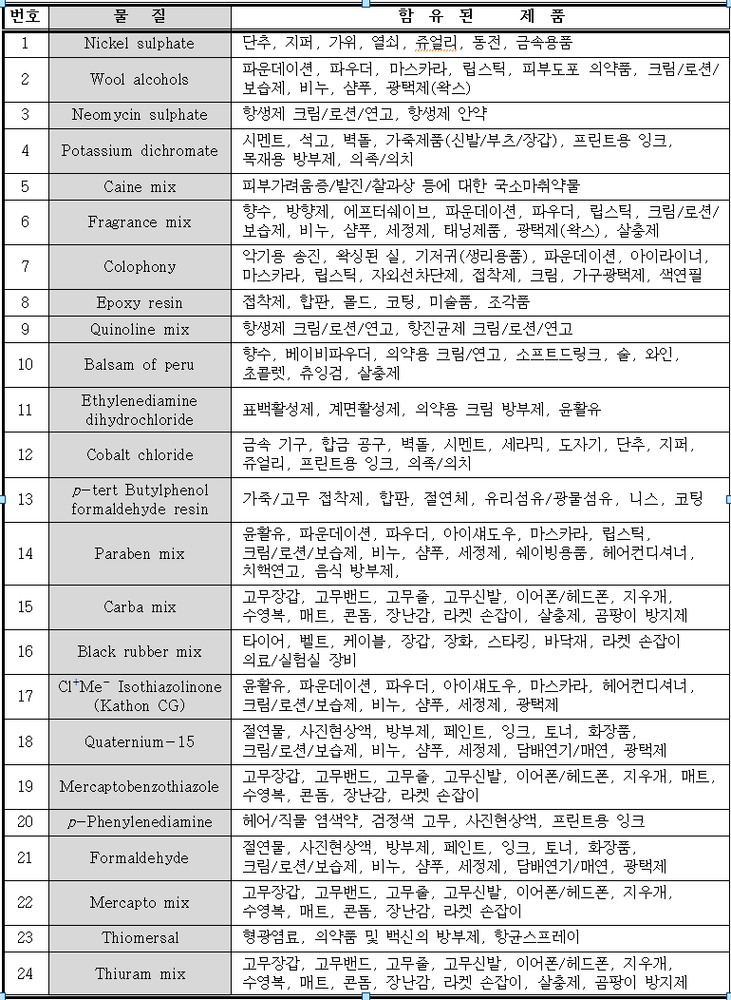 번호 물 질 함 유 된 제 품
1 Nickel sulphate 단추, 지퍼, 가위, 열쇠, 쥬얼리, 동전, 금속용품
2 Wool alcohols 파운데이션, 파우더, 마스카라, 립스틱, 피부도포 의약품, 크림/로션/
보습제, 비누, 샴푸, 광택제(왁스)
3 Neomycin sulphate 항생제 크림/로션/연고, 항생제 안약
4 Potassium dichromate 시멘트, 석고, 벽돌, 가죽제품(신발/부츠/장갑), 프린트용 잉크,
목재용 방부제, 의족/의치
5 Caine mix 피부가려움증/발진/찰과상 등에 대한 국소마취약물
6 Fragrance mix 향수, 방향제, 에프터쉐이브, 파운데이션, 파우더, 립스틱, 크림/로션/
보습제, 비누, 샴푸, 세정제, 태닝제품, 광택제(왁스), 살충제
7 Colophony 악기용 송진, 왁싱된 실, 기저귀(생리용품), 파운데이션, 아이라이너,
마스카라, 립스틱, 자외선차단제, 접착제, 크림, 가구광택제, 색연필
8 Epoxy resin 접착제, 합판, 몰드, 코팅, 미술품, 조각품
9 Quinoline mix 항생제 크림/로션/연고, 항진균제 크림/로션/연고
10 Balsam of peru 향수, 베이비파우더, 의약용 크림/연고, 소프트드링크, 술, 와인,
초콜렛, 츄잉검, 살충제
11 Ethylenediamine
dihydrochloride 표백활성제, 계면활성제, 의약용 크림 방부제, 윤활유
12 Cobalt chloride 금속 기구, 합금 공구, 벽돌, 시멘트, 세라믹, 도자기, 단추, 지퍼,
쥬얼리, 프린트용 잉크, 의족/의치
13 p-tert Butylphenol
formaldehyde resin 가죽/고무 접착제, 합판, 절연체, 유리섬유/광물섬유, 니스, 코팅
14 Paraben mix 윤활유, 파운데이션, 파우더, 아이섀도우, 마스카라, 립스틱,
크림/로션/보습제, 비누, 샴푸, 세정제, 쉐이빙용품, 헤어컨디셔너,
치핵연고, 음식 방부제,
15 Carba mix 고무장갑, 고무밴드, 고무줄, 고무신발, 이어폰/헤드폰, 지우개,
수영복, 매트, 콘돔, 장난감, 라켓 손잡이, 살충제, 곰팡이 방지제
16 Black rubber mix 타이어, 벨트, 케이블, 장갑, 장화, 스타킹, 바닥재, 라켓 손잡이
의료/실험실 장비
17 Cl+Me- Isothiazolinone
(Kathon CG) 윤활유, 파운데이션, 파우더, 아이섀도우, 마스카라, 헤어컨디셔너,
크림/로션/보습제, 비누, 샴푸, 세정제, 광택제
18 Quaternium-15 절연물, 사진현상액, 방부제, 페인트, 잉크, 토너, 화장품,
크림/로션/보습제, 비누, 샴푸, 세정제, 담배연기/매연, 광택제
19 Mercaptobenzothiazole 고무장갑, 고무밴드, 고무줄, 고무신발, 이어폰/헤드폰, 지우개, 매트,
수영복, 콘돔, 장난감, 라켓 손잡이
20 p-Phenylenediamine 헤어/직물 염색약, 검정색 고무, 사진현상액, 프린트용 잉크
21 Formaldehyde 절연물, 사진현상액, 방부제, 페인트, 잉크, 토너, 화장품,
크림/로션/보습제, 비누, 샴푸, 세정제, 담배연기/매연, 광택제
22 Mercapto mix 고무장갑, 고무밴드, 고무줄, 고무신발, 이어폰/헤드폰, 지우개,
수영복, 매트, 콘돔, 장난감, 라켓 손잡이
23 Thiomersal 형광염료, 의약품 및 백신의 방부제, 항균스프레이
24 Thiuram mix 고무장갑, 고무밴드, 고무줄, 고무신발, 이어폰/헤드폰, 지우개,
수영복, 매트, 콘돔, 장난감, 라켓 손잡이, 살충제, 곰팡이 방지제